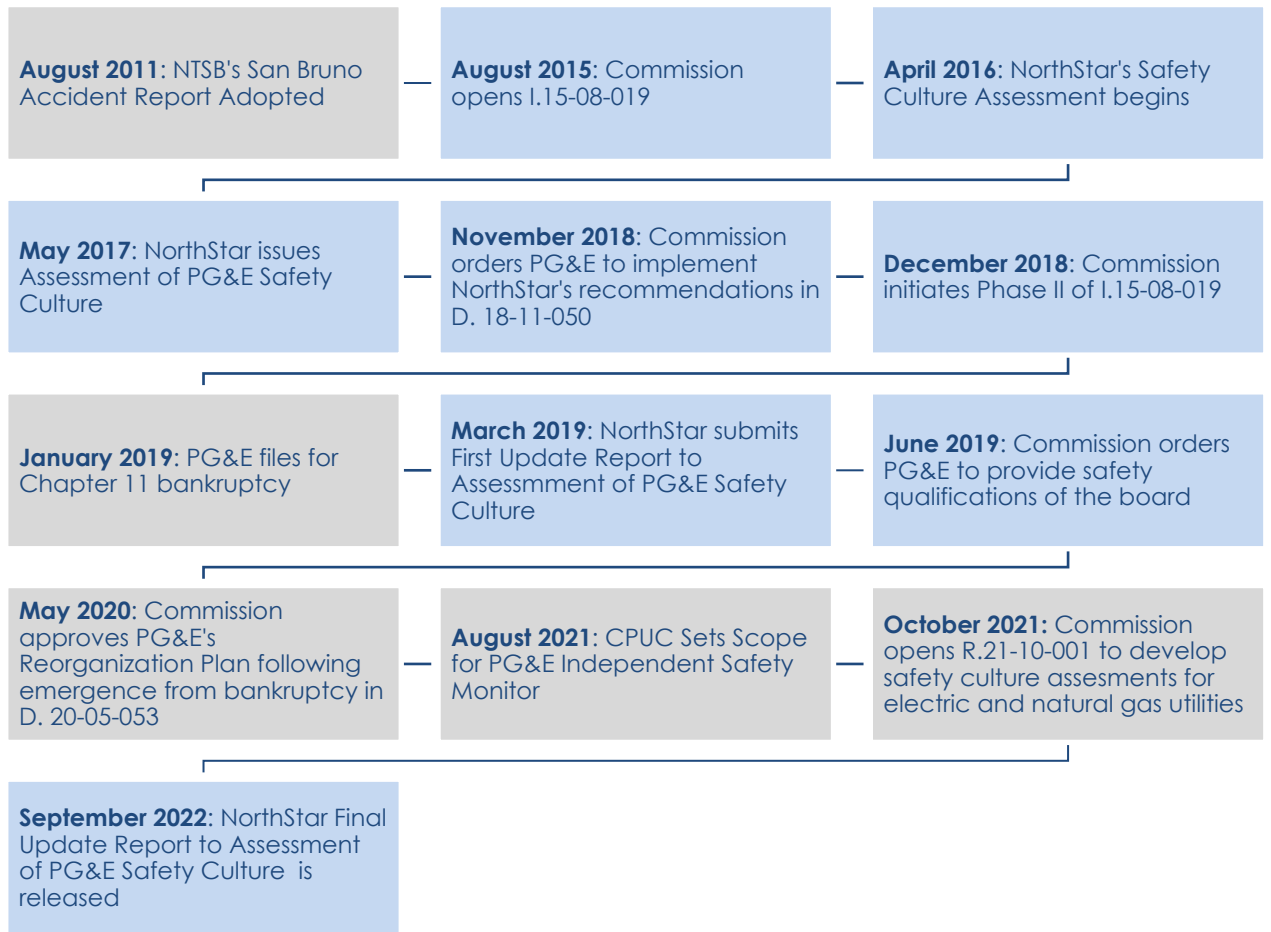 August 2011: NTSB's San Bruno
Accident Report Adopted
August 2015: Commission
opens I.15-08-019
April 2016: NorthStar's Safety
Culture Assessment begins
May 2017: NorthStar issues
Assessment of PG&E Safety
Culture
November 2018: Commission
orders PG&E to implement
NorthStar's recommendations in
D. 18-11-050
December 2018: Commission
initiates Phase II of I.15-08-019
January 2019: PG&E files for
Chapter 11 bankruptcy
March 2019: NorthStar submits
First Update Report to
Assessmment of PG&E Safety
Culture
June 2019: Commission orders
PG&E to provide safety
qualifications of the board
May 2020: Commission
approves PG&E's
Reorganization Plan following
emergence from bankruptcy in
D. 20-05-053
August 2021: CPUC Sets Scope
for PG&E Independent Safety
Monitor
October 2021: Commission
opens R.21-10-001 to develop
safety culture assesments for
electric and natural gas utilities
September 2022: NorthStar Final
Update Report to Assessment
of PG&E Safety Culture  is
released